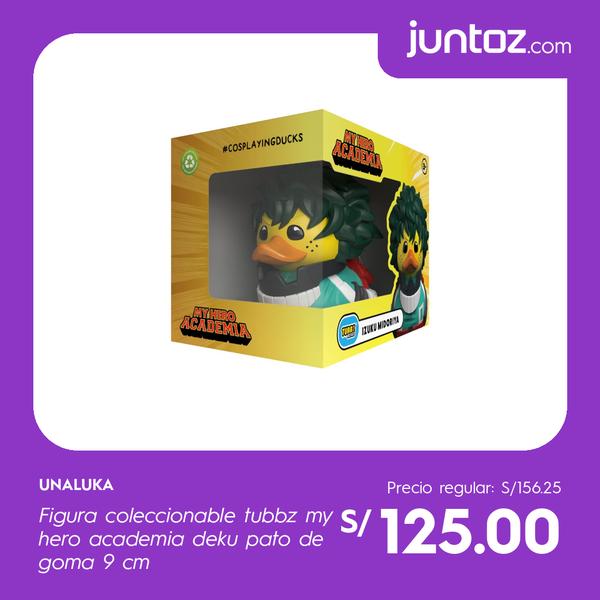 juntoz.com
#COSPLAYINGDUCKS
MY HERO
ACADEMIA
MY HERO
ACADEMIA
TUBBZ
IZUKU MIDORIYA
UNALUKA
Figura coleccionable tubbz my
hero academia deku pato de
goma 9 cm
Precio regular: S/156.25
S/125.00